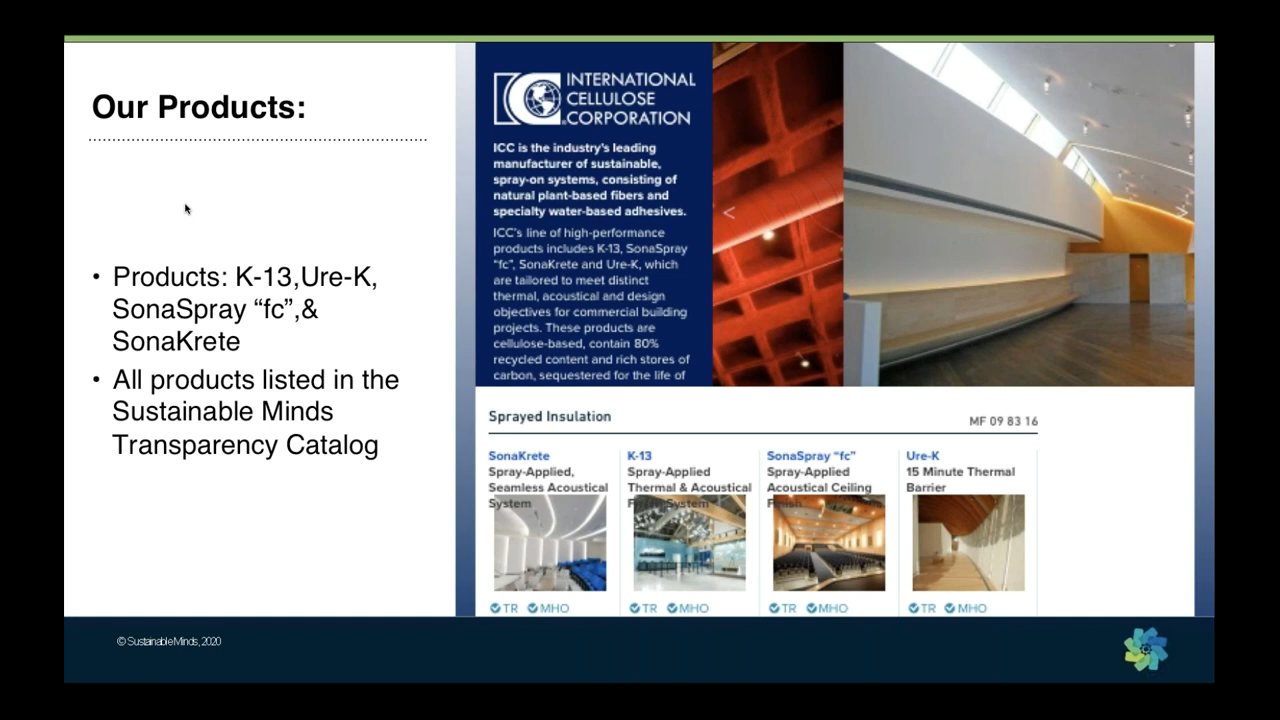 Our Products:
• Products: K-13,Ure-K,
SonaSpray “fc”,&
SonaKrete
• All products listed in the
Sustainable Minds
Transparency Catalog
INTERNATIONAL
CELLULOSE
CORPORATION
ICC is the industry's leading
manufacturer of sustainable,
spray-on systems, consisting of
natural plant-based fibers and
specialty water-based adhesives.
ICC's line of high-performance
products includes K-13, SonaSpray
“fc”, SonaKrete and Ure-K, which
are tailored to meet distinct
thermal, acoustical and design
objectives for commercial building
projects. These products are
cellulose-based, contain 80%
recycled content and rich stores of
carbon, sequestered for the life of
Sprayed Insulation
MF 09 83 16
SonaKrete
Spray-Applied,
Seamless Acoustical
System
TR MHO
K-13
Spray-Applied
Thermal & Acoustical
System
TR MHO
SonaSpray “fc”
Spray-Applied
Acoustical Ceiling
Finish
TR MHO
Ure-K
15 Minute Thermal
Barrier
TR MHO
© Sustainable Minds, 2020